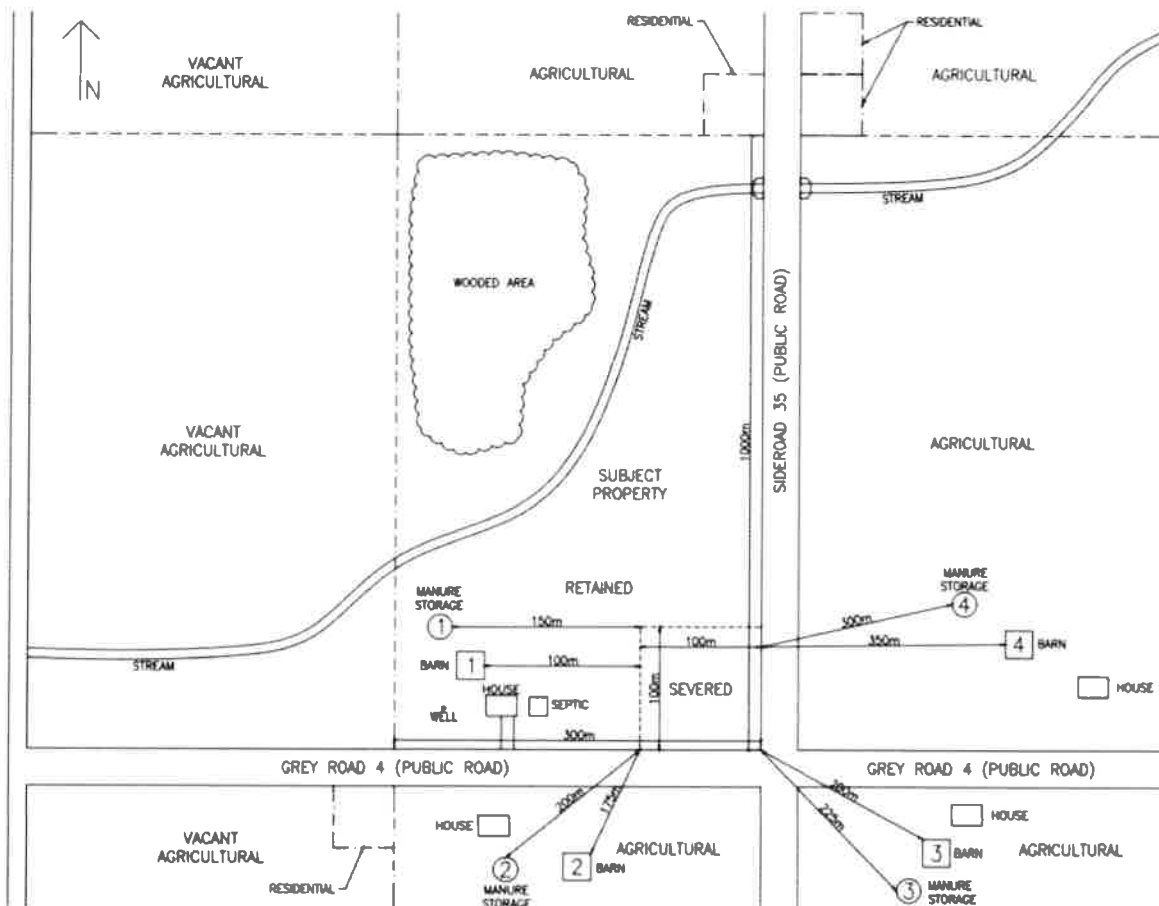 RESIDENTIAL
RESIDENTIAL
N
VACANT
AGRICULTURAL
AGRICULTURAL
AGRICULTURAL
STREAM
WOODED AREA
STREAM
SIDEROAD 35 (PUBLIC ROAD)
1000m
VACANT
AGRICULTURAL
AGRICULTURAL
SUBJECT
PROPERTY
RETAINED
MANURE
STORAGE
1
150m
MANURE
STORAGE
4
300m
BARN
1
100m
100m
350m
4
BARN
STREAM
HOUSE
SEPTIC
WELL
100m
SEVERED
HOUSE
300m
GREY ROAD 4 (PUBLIC ROAD)
GREY ROAD 4 (PUBLIC ROAD)
200m
175m
225m
HOUSE
HOUSE
VACANT
AGRICULTURAL
AGRICULTURAL
3
BARN
AGRICULTURAL
2
2
BARN
RESIDENTIAL
MANURE
STORAGE
3
MANURE
STORAGE